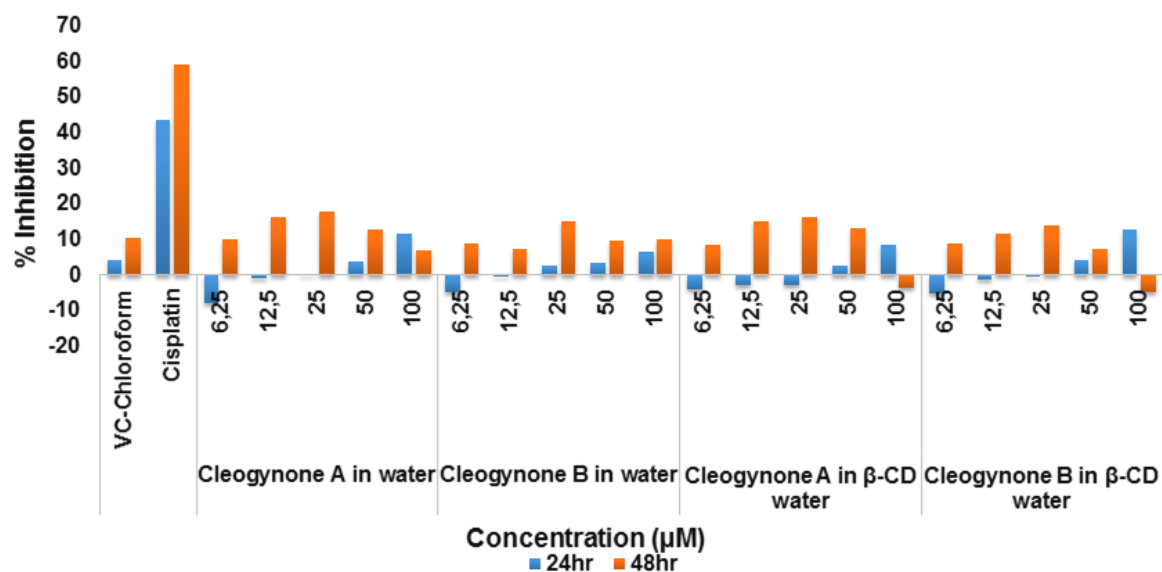 70
60
50
40
30
20
10
0
-10
-20
% Inhibition
VC-Chloroform
Cisplatin
6,25
12,5
25
50
100
6,25
12,5
25
50
100
6,25
12,5
25
50
100
6,25
12,5
25
50
100
Cleogynone A in water
Cleogynone B in water
Cleogynone A in β-CD
water
Cleogynone B in β-CD
water
Concentration (µM)
24hr 48hr